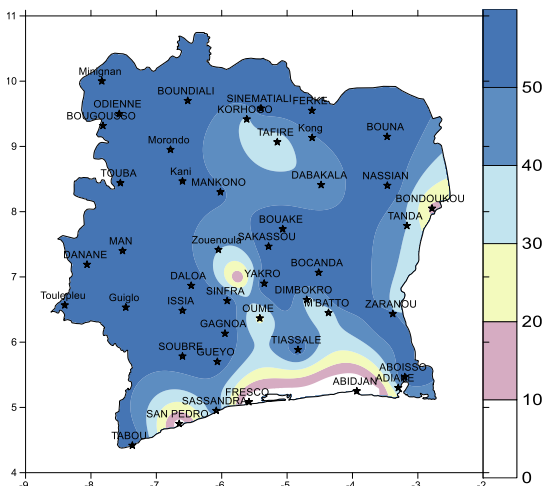 11
Minignan
10
50
BOUNDIALI
SINEMATIALI
FERKE
ODIENNE
KORHOGO
BOUGOUSSO
BOUNA
Kong
TAFIRE
9
Morondo
40
TOUBA
Kani
MANKONO
DABAKALA
NASSIAN
BONDOUKOU
8
TANDA
BOUAKE
Zouenoula
SAKASSOU
MAN
30
DANANE
7
DALOA
YAKRO
BOCANDA
Toulepleu
Guiglo
ISSIA
SINFRA
DIMBOKRO
M'BATTO
ZARANOU
OUME
20
GAGNOA
6
SOUBRE
GUEYO
TIASSALE
ABOISSO
ADIAKE
ABIDJAN
10
FRESCO
SASSANDRA
5
SAN PEDRO
TABOU
4
0
-9 -8 -7 -6 -5 -4 -3 -2